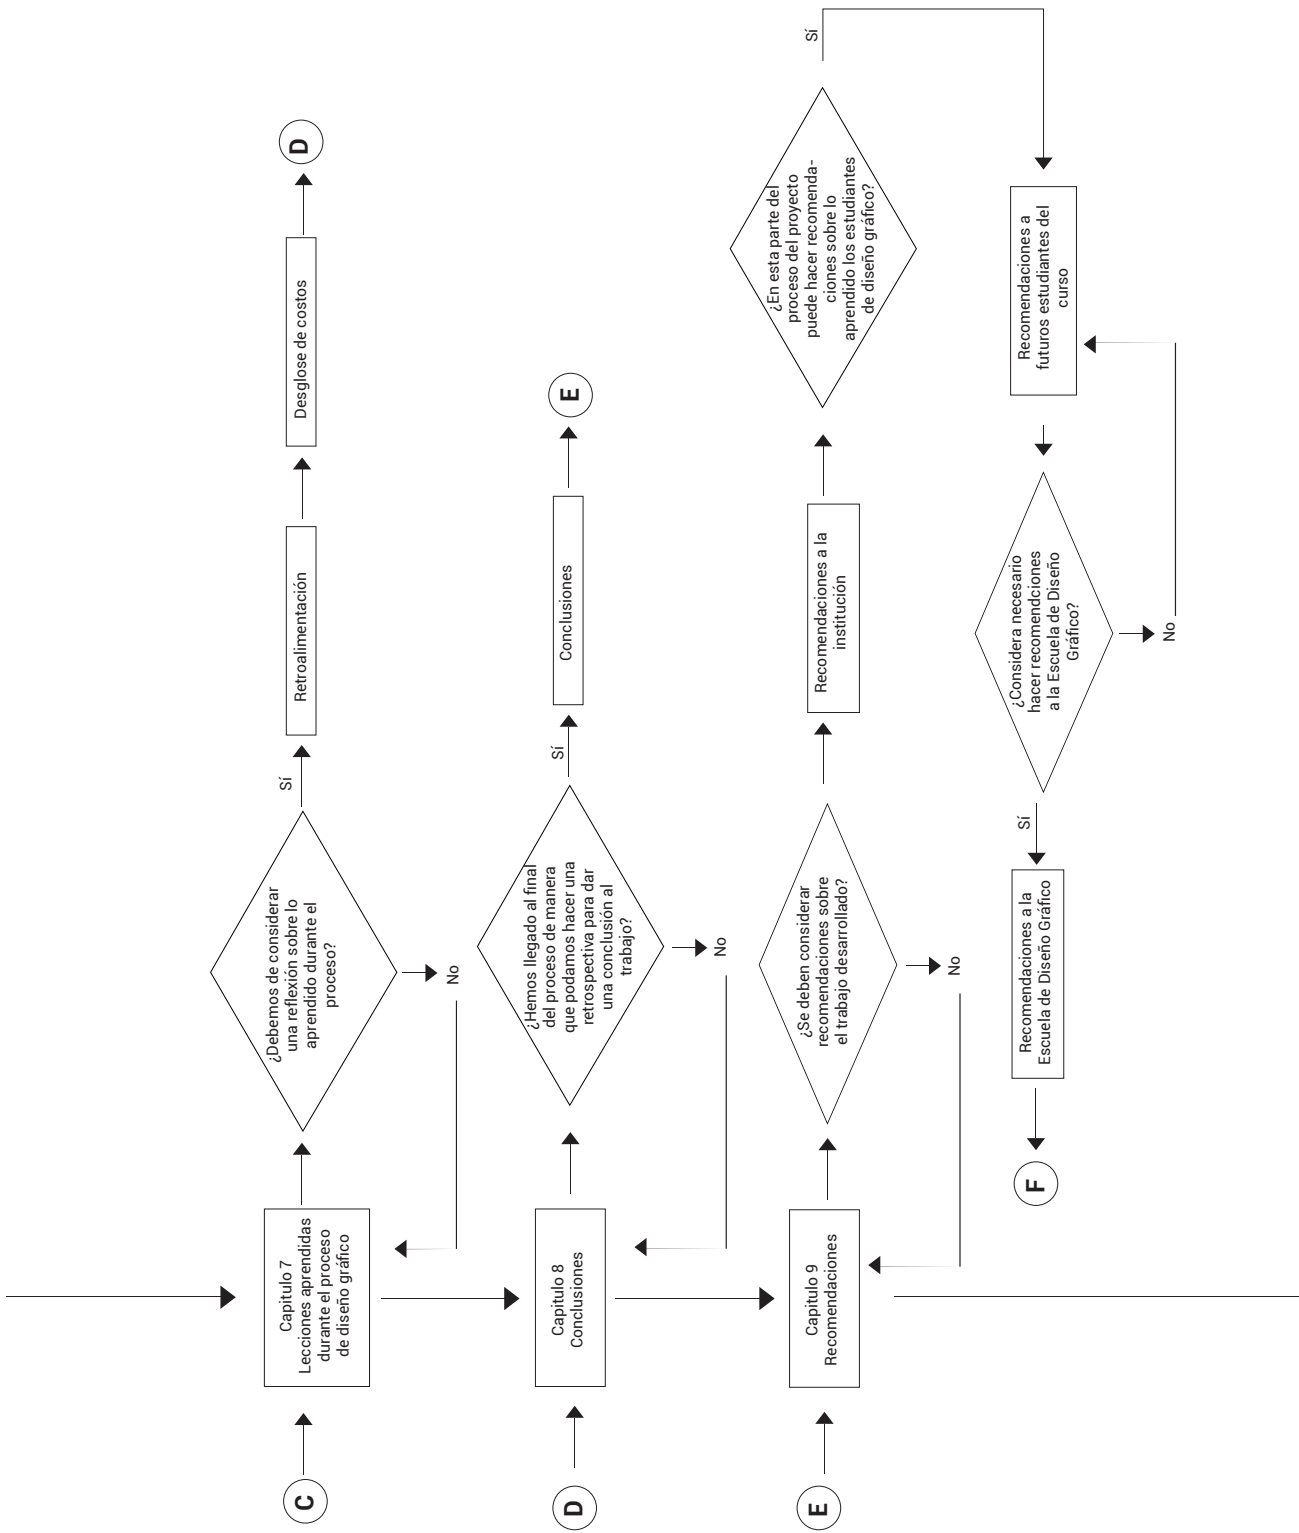 C
Capitulo 7
Lecciones aprendidas
durante el proceso
de diseño gráfico
¿Debemos de considerar
una reflexión sobre lo
aprendido durante el
proceso?
Sí
No
Retroalimentación
Desglose de costos
D
D
Capitulo 8
Conclusiones
¿Hemos llegado al final
del proceso de manera
que podamos hacer una
retrospectiva para dar
una conclusión al
trabajo?
Sí
No
Conclusiones
E
E
Capitulo 9
Recomendaciones
¿Se deben considerar
recomendaciones sobre
el trabajo desarrollado?
No
Recomendaciones a la
institución
¿En esta parte del
proceso del proyecto
puede hacer recomenda-
ciones sobre lo
aprendido los estudiantes
de diseño gráfico?
Sí
Recomendaciones a
futuros estudiantes del
curso
¿Considera necesario
hacer recomendciones
a la Escuela de Diseño
Gráfico?
No
Sí
Recomendaciones a la
Escuela de Diseño Gráfico
F